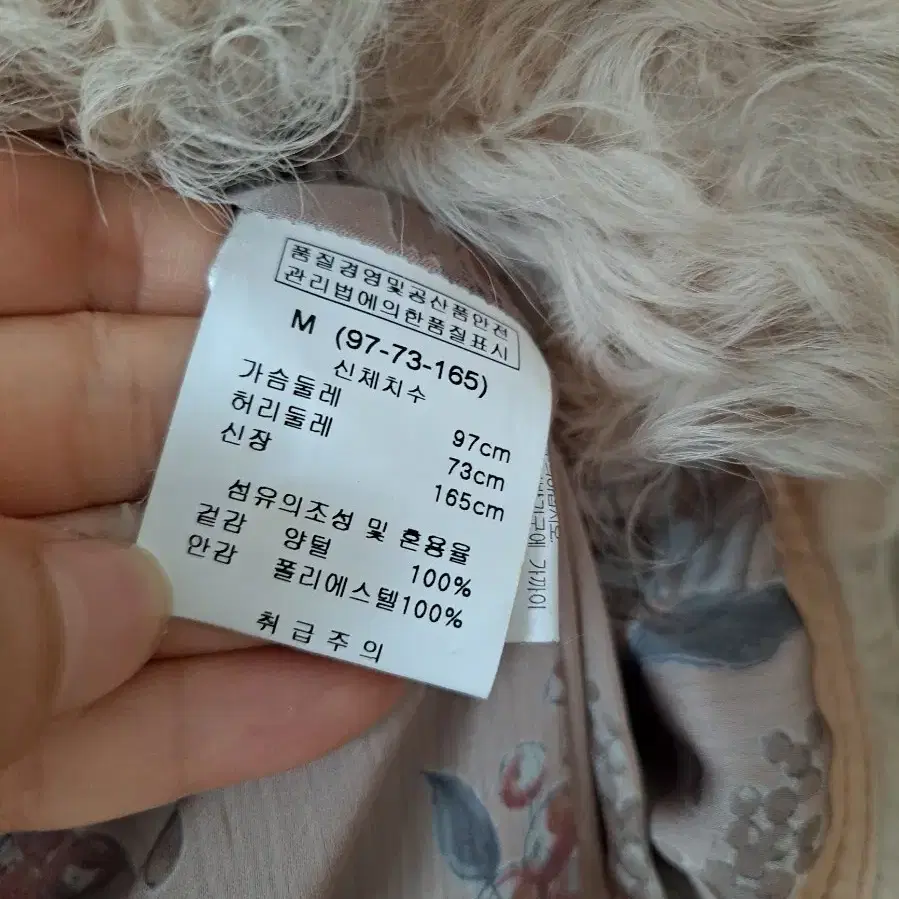 품질경영및공산품안전
관리법에의한품질표시
M (97-73-165)
신체치수
가슴둘레 97cm
허리둘레 73cm
신장 165cm
섬유의조성 및 혼용율
겉감 양털 100%
안감 폴리에스텔100%
취급주의
가까이